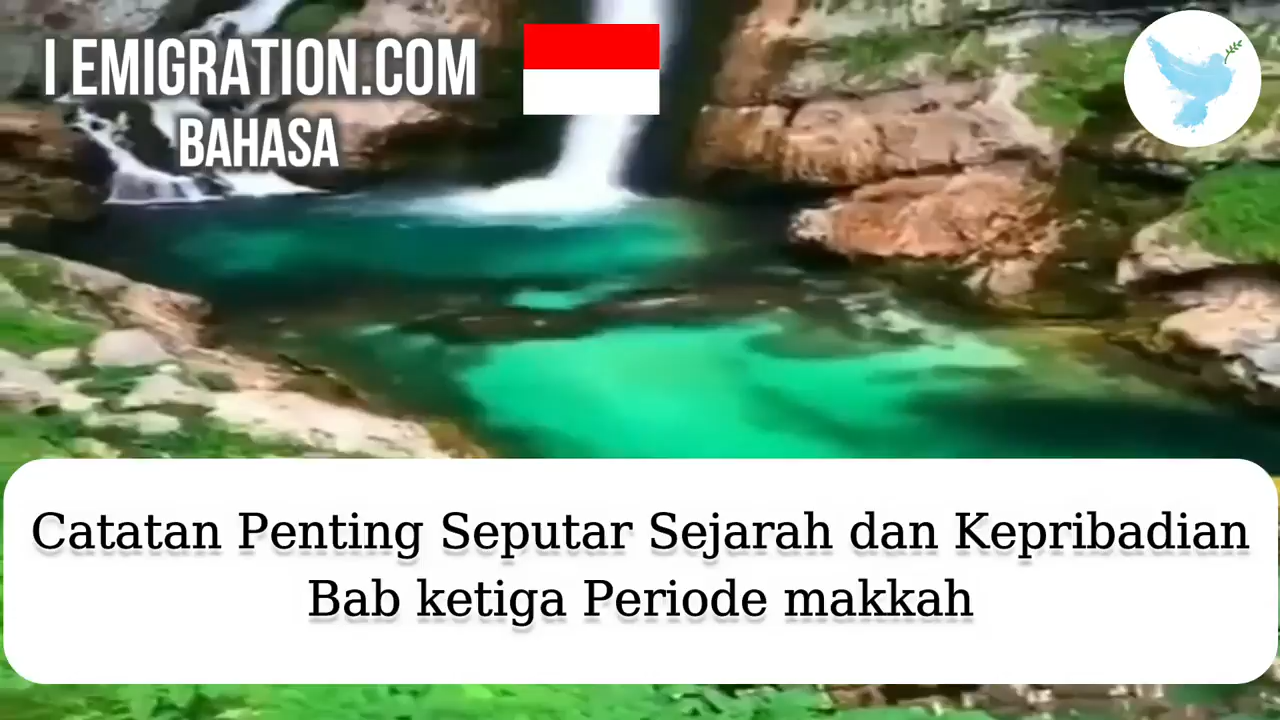 I EMIGRATION.COM
BAHASA
Catatan Penting Seputar Sejarah dan Kepribadian
Bab ketiga Periode makkah